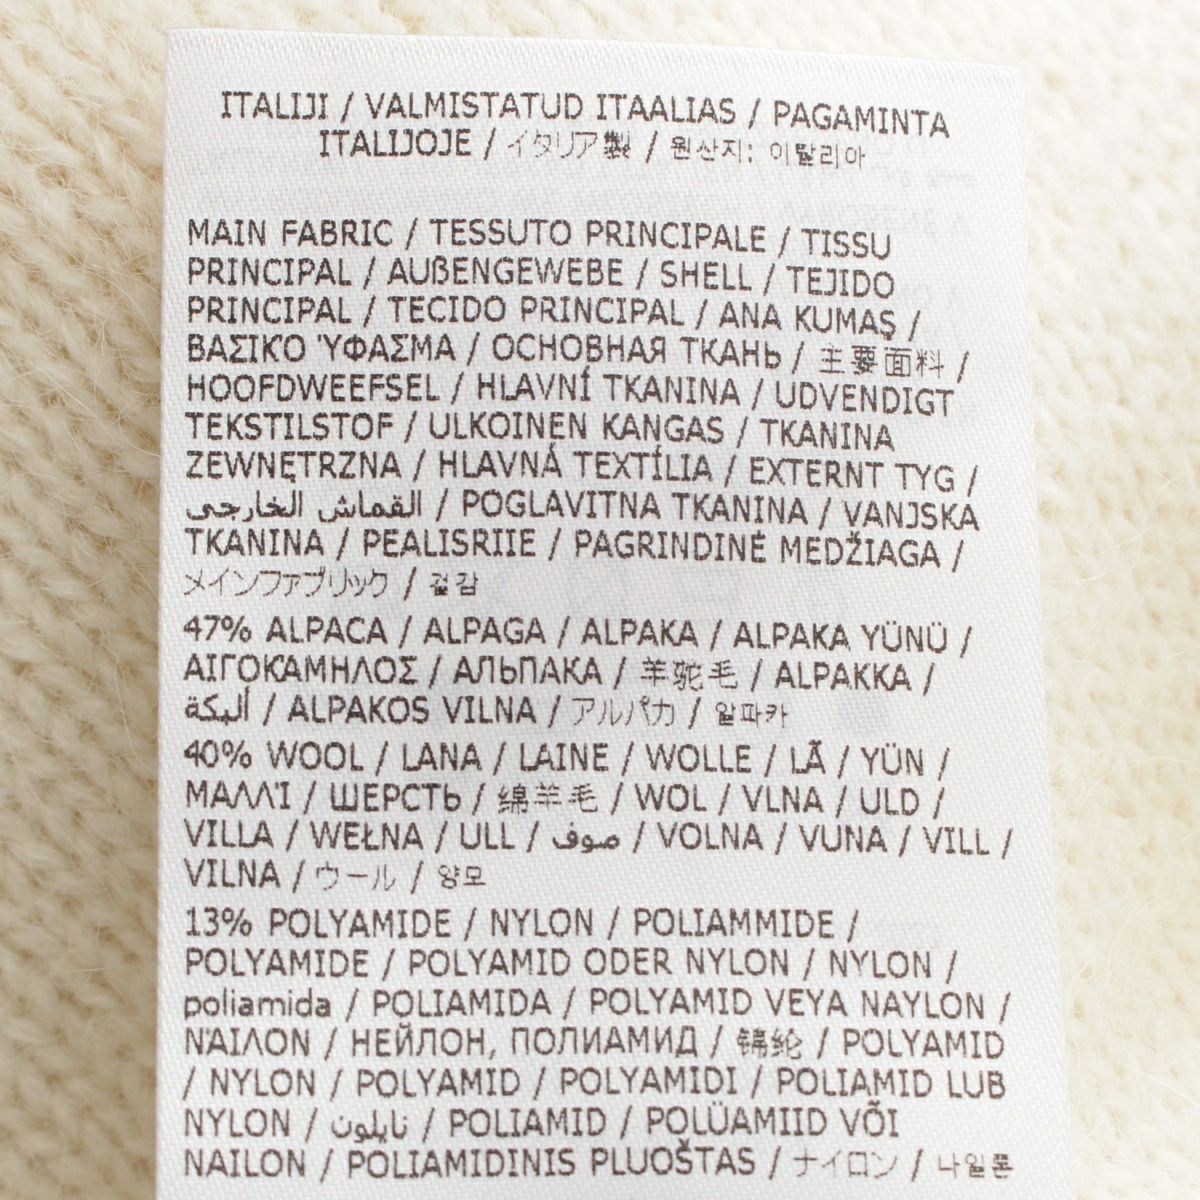 ITALIJI / VALMISTATUD ITAALIAS / PAGAMINTA
ITALIJOJE / イタリア製 / 원산지: 이탈리아
MAIN FABRIC / TESSUTO PRINCIPALE / TISSU
PRINCIPAL / AUßENGEWEBE / SHELL / TEJIDO
PRINCIPAL / TECIDO PRINCIPAL / ANA KUMAŞ /
ΒΑΣΙΚΟ ΎΦΑΣΜΑ / ОСНОВНАЯ ТКАНЬ / 主要面料 /
HOOFDWEEFSEL / HLAVNÍ TKANINA / UDVENDIGT
TEKSTILSTOF / ULKOINEN KANGAS / TKANINA
ZEWNĘTRZNA / HLAVNÁ TEXTÍLIA / EXTERNT TYG /
القماش الخارجى / POGLAVITNA TKANINA / VANJSKA
TKANINA / PEALISRIIE / PAGRINDINĖ MEDŽIAGA /
メインファブリック / 겉감
47% ALPACA / ALPAGA / ALPAKA / ALPAKA YÜNÜ /
ΑΙΓΟΚΑΜΗΛΟΣ / АЛЬПАКА / 羊驼毛 / ALPAKKA /
ألبكة / ALPAKOS VILNA / アルパカ / 알파카
40% WOOL / LANA / LAINE / WOLLE / LÃ / YÜN /
ΜΑΛΛΊ / ШЕРСТЬ / 绵羊毛 / WOL / VLNA / ULD /
VILLA / WEŁNA / ULL / صوف / VOLNA / VUNA / VILL /
VILNA / ウール / 양모
13% POLYAMIDE / NYLON / POLIAMMIDE /
POLYAMIDE / POLYAMID ODER NYLON / NYLON /
poliamida / POLIAMIDA / POLYAMID VEYA NAYLON /
ΝΆΙΛΟΝ / НЕЙЛОН, ПОЛИАМИД / 锦纶 / POLYAMID
/ NYLON / POLYAMID / POLYAMIDI / POLIAMID LUB
NYLON / نايلون / POLIAMID / POLÜAMIID VÕI
NAILON / POLIAMIDINIS PLUOŠTAS / ナイロン / 나일론